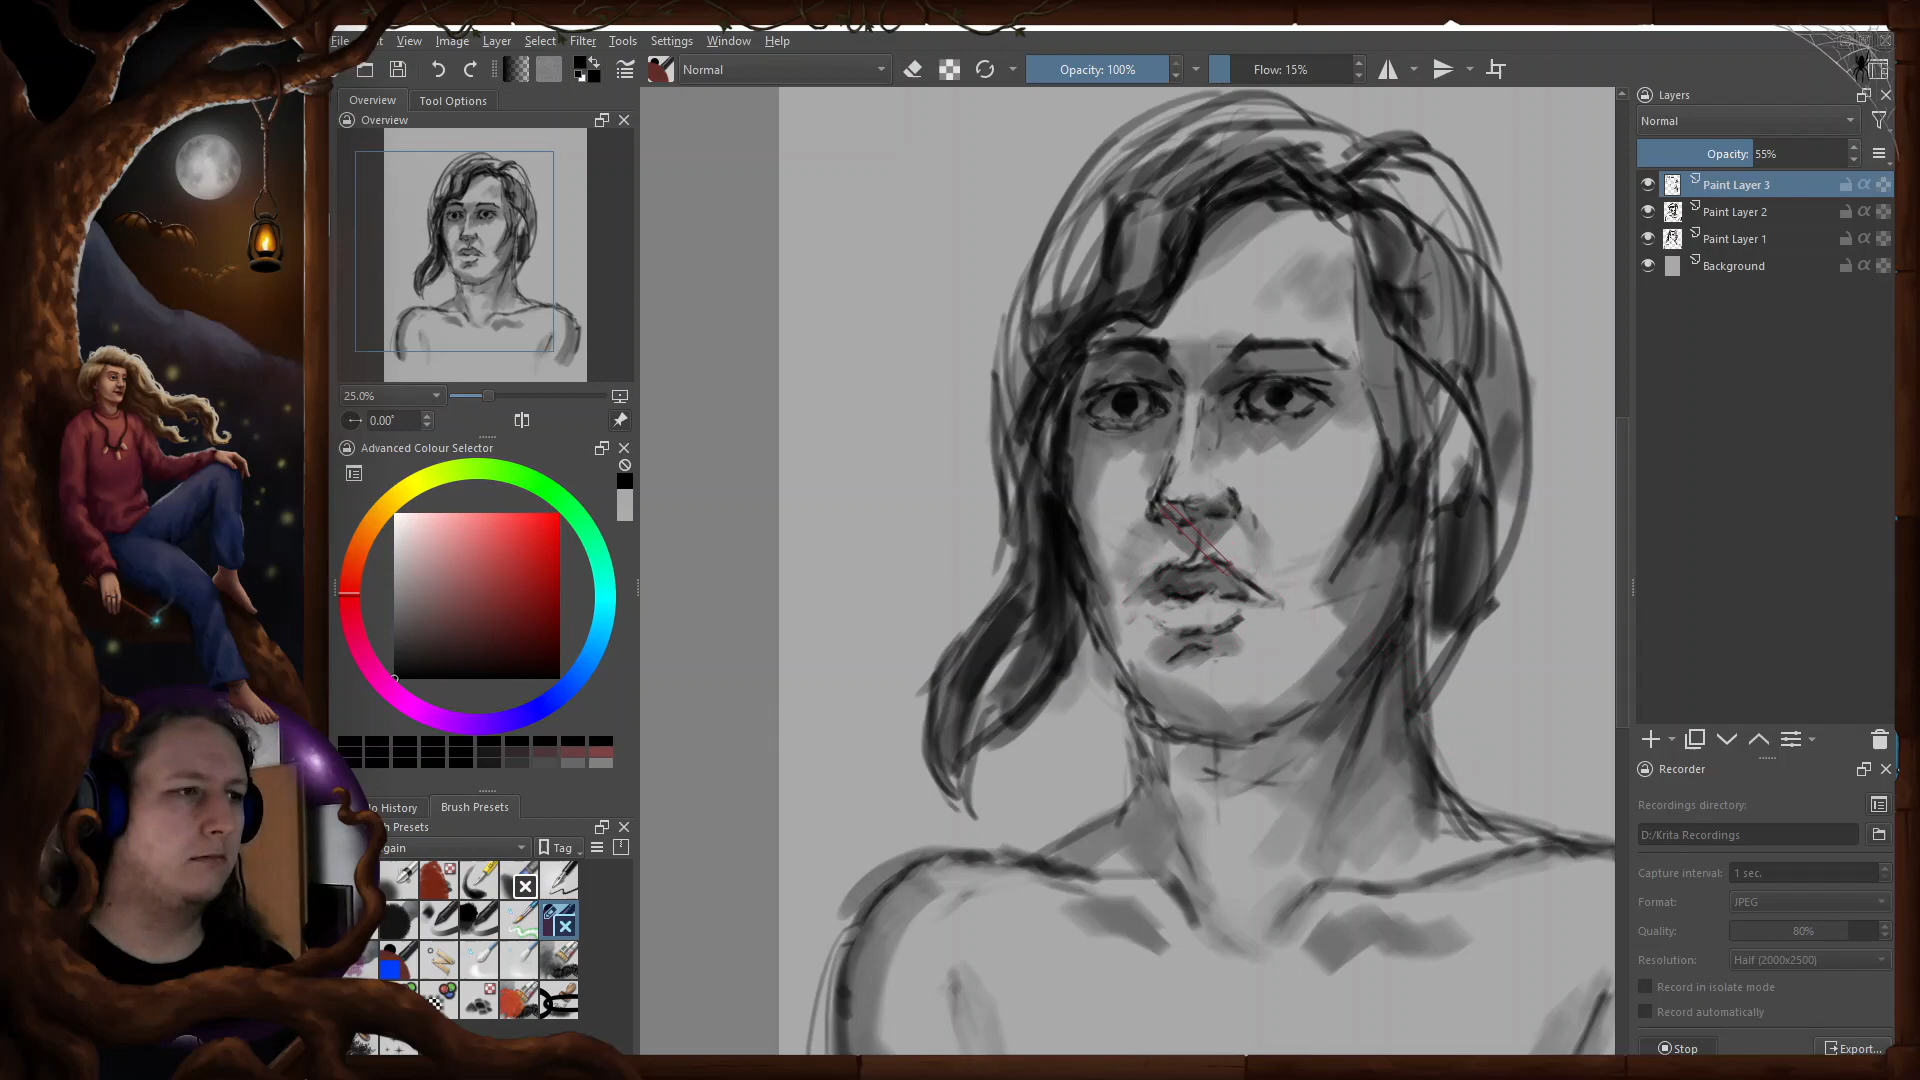 File View Image Layer Select Filter Tools Settings Window Help
Normal Opacity: 100% Flow: 15%
Overview Tool Options
Overview
25.0%
0.00°
Advanced Colour Selector
Brush Presets
Layers
Normal
Opacity: 55%
Paint Layer 3
Paint Layer 2
Paint Layer 1
Background
Recorder
Recordings directory:
D:/Krita Recordings
Capture interval: 1 sec.
Format: JPEG
Quality: 80%
Resolution: Half (2000x2500)
Record in isolate mode
Record automatically
Stop Export...
History
Presets
Tag